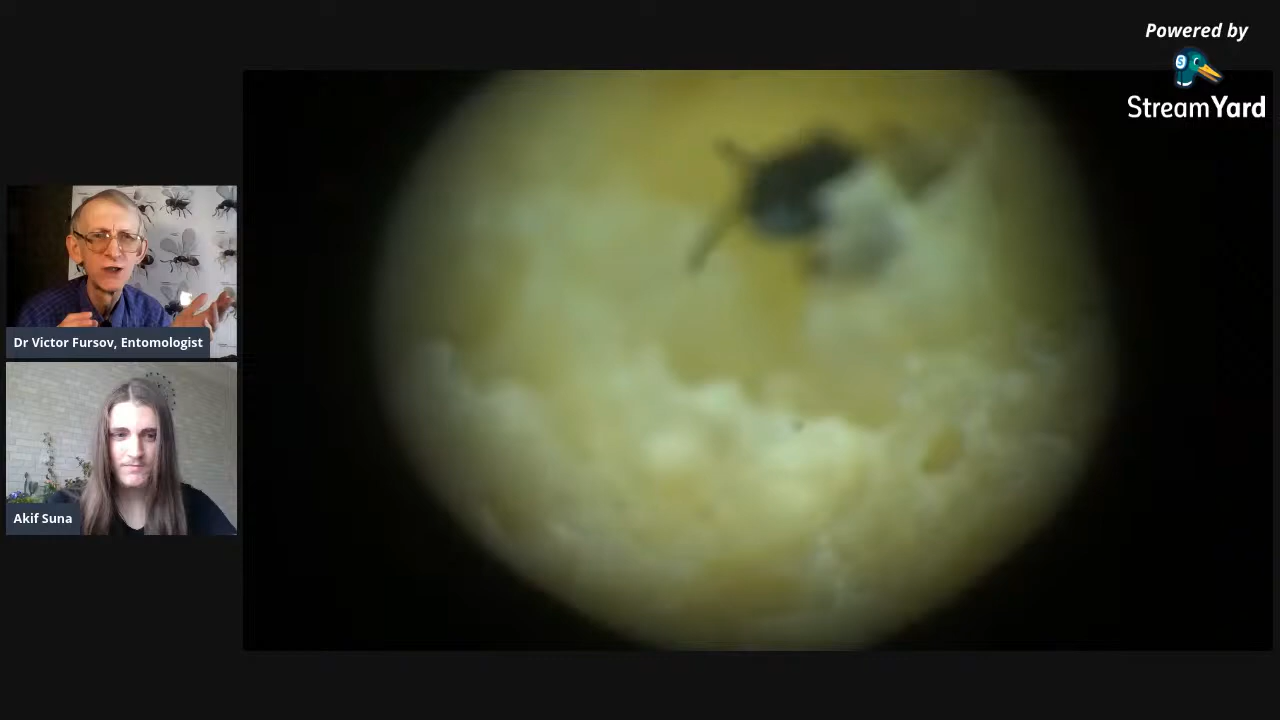 Powered by
StreamYard
Dr Victor Fursov, Entomologist
Akif Suna